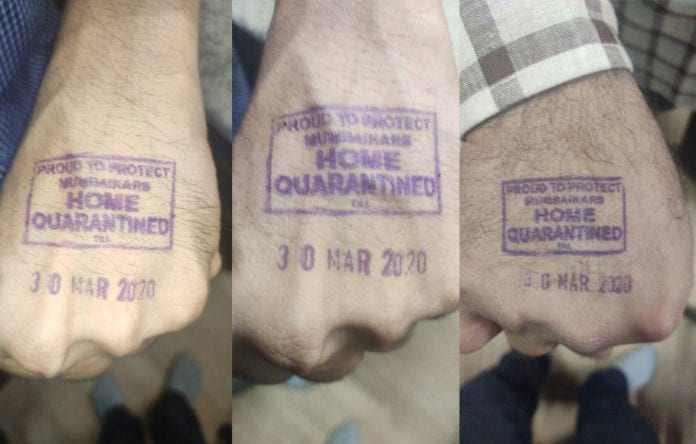 PROUD TO PROTECT
MUMBAIKARS
HOME
QUARANTINED
TILL
30 MAR 2020
PROUD TO PROTECT
MUMBAIKARS
HOME
QUARANTINED
TILL
30 MAR 2020
PROUD TO PROTECT
MUMBAIKARS
HOME
QUARANTINED
TILL
30 MAR 2020